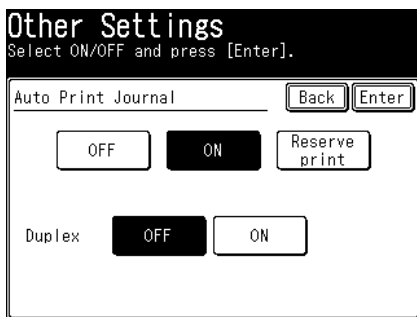 Other Settings
Select ON/OFF and press [Enter].
Auto Print Journal
Back
Enter
OFF
ON
Reserve
print
Duplex
OFF
ON